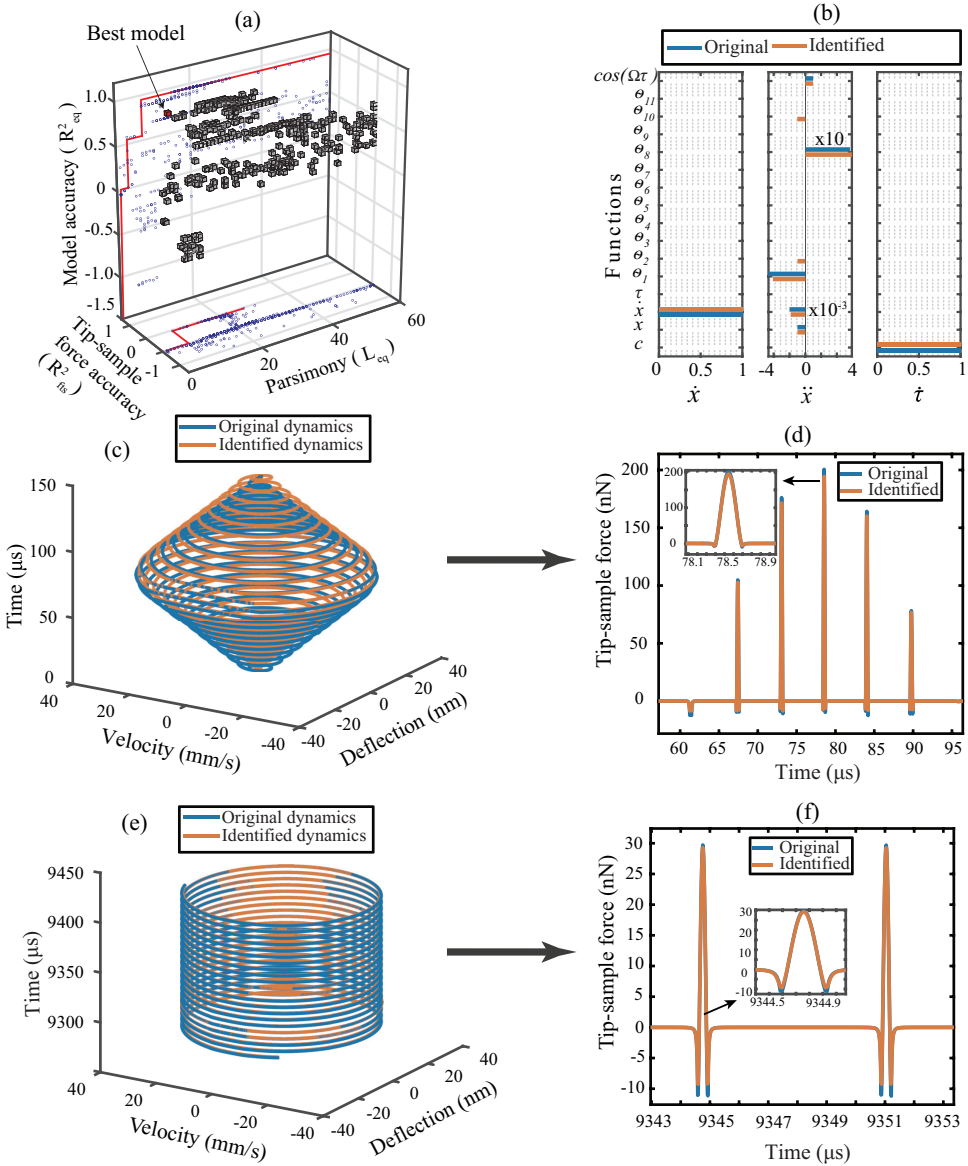 (a)
Best model
Model accuracy ( R²eq )
1.0
0.5
0
-0.5
-1.0
-1.5
1
0
-1
Tip-sample
force accuracy
( R²fts )
0
20
40
60
Parsimony ( Leq )
(b)
Original
Identified
Functions
cos(Ωτ)
Θ11
Θ10
Θ9
Θ8
Θ7
Θ6
Θ5
Θ4
Θ3
Θ2
Θ1
τ
ẋ
x
c
x10
x10-3
0 0.5 1
-4 0 4
0 0.5 1
ẋ
ẍ
τ̇
(c)
Original dynamics
Identified dynamics
Time (μs)
150
100
50
0
40 20 0 -20 -40
Velocity (mm/s)
-40 -20 0 20 40
Deflection (nm)
(d)
Original
Identified
Tip-sample force (nN)
200
150
100
50
0
200
100
0
78.1 78.5 78.9
60 65 70 75 80 85 90 95
Time (μs)
(e)
Original dynamics
Identified dynamics
Time (μs)
9450
9400
9350
9300
40 20 0 -20 -40
Velocity (mm/s)
-40 -20 0 20 40
Deflection (nm)
(f)
Original
Identified
Tip-sample force (nN)
30
25
20
15
10
5
0
-5
-10
30
20
10
0
-10
9344.5 9344.9
9343 9345 9347 9349 9351 9353
Time (μs)